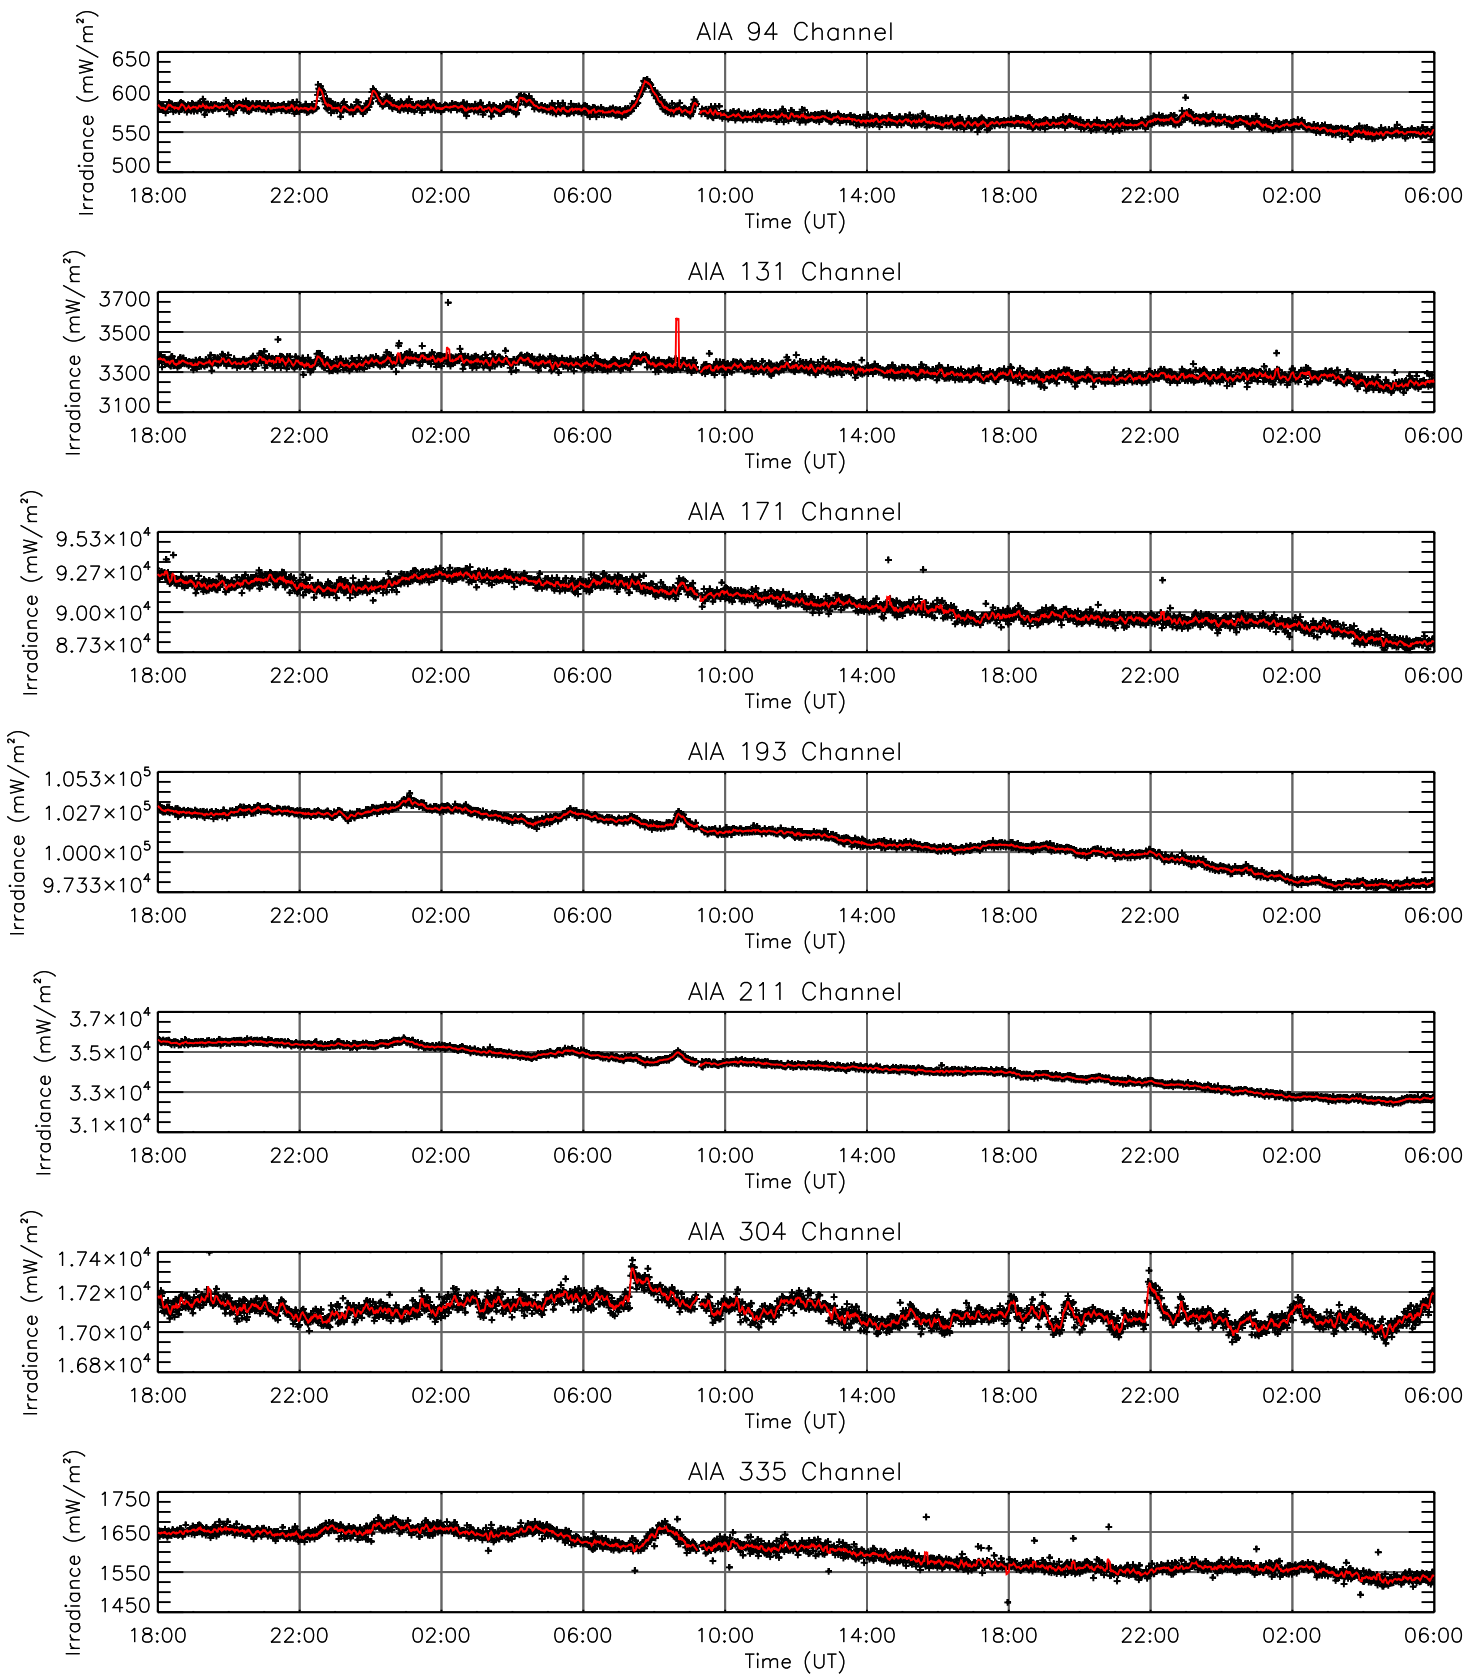 AIA 94 Channel
Irradiance (mW/m²)
650
600
550
500
18:00 22:00 02:00 06:00 10:00 14:00 18:00 22:00 02:00 06:00
Time (UT)
AIA 131 Channel
Irradiance (mW/m²)
3700
3500
3300
3100
18:00 22:00 02:00 06:00 10:00 14:00 18:00 22:00 02:00 06:00
Time (UT)
AIA 171 Channel
Irradiance (mW/m²)
9.53×10⁴
9.27×10⁴
9.00×10⁴
8.73×10⁴
18:00 22:00 02:00 06:00 10:00 14:00 18:00 22:00 02:00 06:00
Time (UT)
AIA 193 Channel
Irradiance (mW/m²)
1.053×10⁵
1.027×10⁵
1.000×10⁵
9.733×10⁴
18:00 22:00 02:00 06:00 10:00 14:00 18:00 22:00 02:00 06:00
Time (UT)
AIA 211 Channel
Irradiance (mW/m²)
3.7×10⁴
3.5×10⁴
3.3×10⁴
3.1×10⁴
18:00 22:00 02:00 06:00 10:00 14:00 18:00 22:00 02:00 06:00
Time (UT)
AIA 304 Channel
Irradiance (mW/m²)
1.74×10⁴
1.72×10⁴
1.70×10⁴
1.68×10⁴
18:00 22:00 02:00 06:00 10:00 14:00 18:00 22:00 02:00 06:00
Time (UT)
AIA 335 Channel
Irradiance (mW/m²)
1750
1650
1550
1450
18:00 22:00 02:00 06:00 10:00 14:00 18:00 22:00 02:00 06:00
Time (UT)